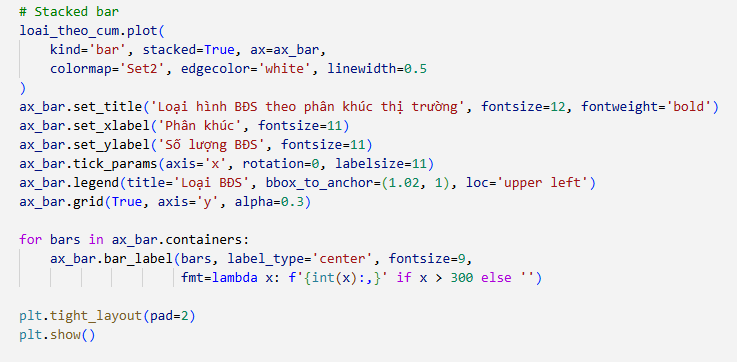 # Stacked bar
loai_theo_cum.plot(
    kind='bar', stacked=True, ax=ax_bar,
    colormap='Set2', edgecolor='white', linewidth=0.5
)
ax_bar.set_title('Loại hình BĐS theo phân khúc thị trường', fontsize=12, fontweight='bold')
ax_bar.set_xlabel('Phân khúc', fontsize=11)
ax_bar.set_ylabel('Số lượng BĐS', fontsize=11)
ax_bar.tick_params(axis='x', rotation=0, labelsize=11)
ax_bar.legend(title='Loại BĐS', bbox_to_anchor=(1.02, 1), loc='upper left')
ax_bar.grid(True, axis='y', alpha=0.3)

for bars in ax_bar.containers:
    ax_bar.bar_label(bars, label_type='center', fontsize=9,
                     fmt=lambda x: f'{int(x):,}' if x > 300 else '')

plt.tight_layout(pad=2)
plt.show()